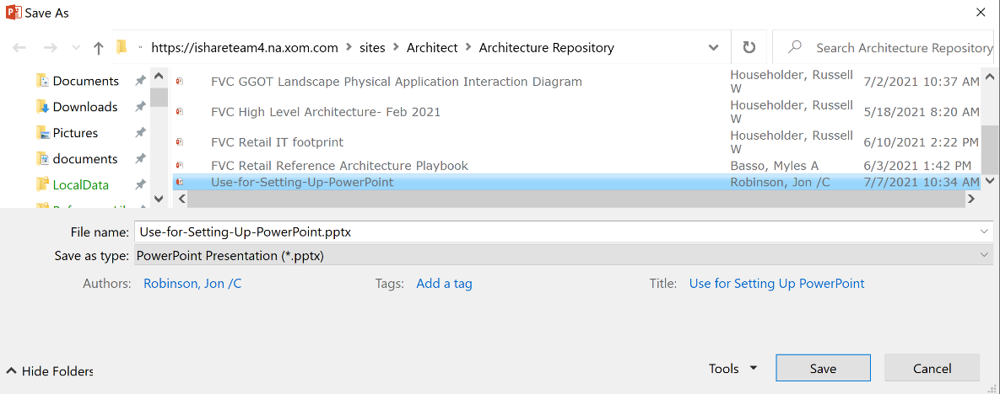 Save As
https://ishareteam4.na.xom.com > sites > Architect > Architecture Repository
Search Architecture Repository
Documents
Downloads
Pictures
documents
LocalData
FVC GGOT Landscape Physical Application Interaction Diagram Householder, Russell W 7/2/2021 10:37 AM
FVC High Level Architecture- Feb 2021 Householder, Russell W 5/18/2021 8:20 AM
FVC Retail IT footprint Householder, Russell W 6/10/2021 2:22 PM
FVC Retail Reference Architecture Playbook Basso, Myles A 6/3/2021 1:42 PM
Use-for-Setting-Up-PowerPoint Robinson, Jon /C 7/7/2021 10:34 AM
File name: Use-for-Setting-Up-PowerPoint.pptx
Save as type: PowerPoint Presentation (*.pptx)
Authors: Robinson, Jon /C Tags: Add a tag Title: Use for Setting Up PowerPoint
Hide Folders Tools Save Cancel